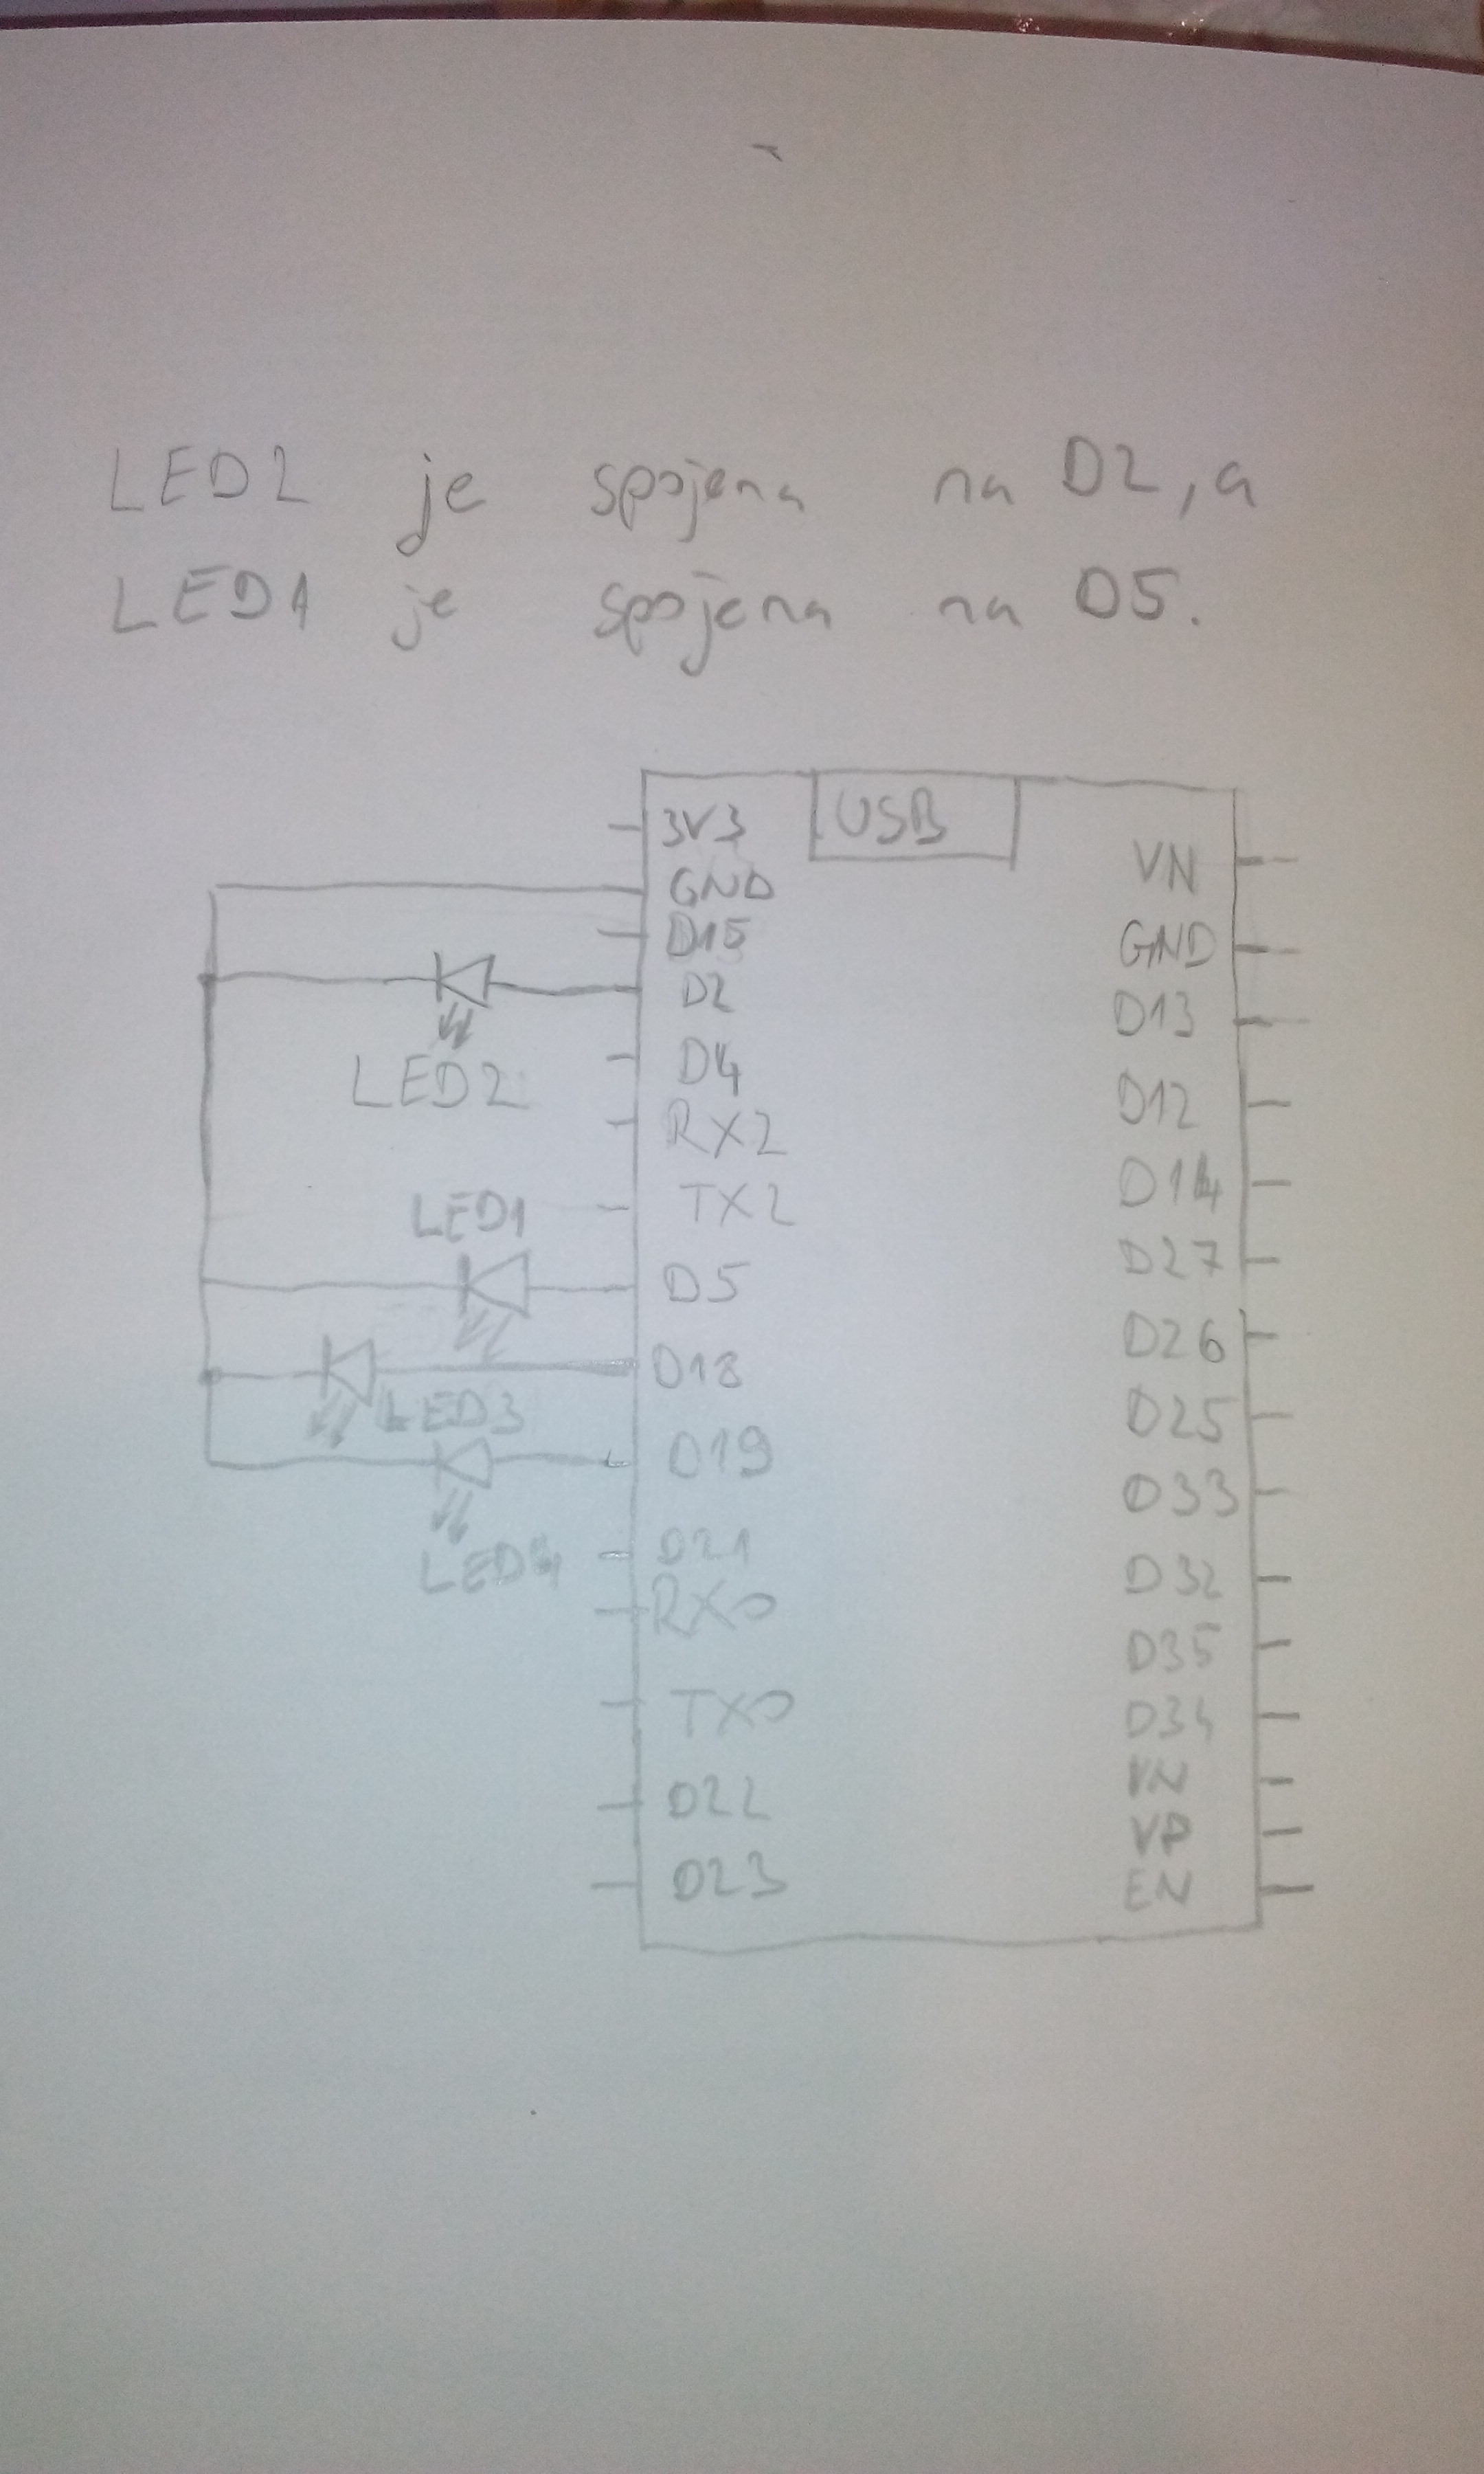 LED2 je spojena na D2, a
LED1 je spojena na D5.
USB
3V3
GND
D15
D2
LED2
D4
RX2
TX2
LED1
D5
D18
LED3
D19
D21
LED4
RX0
TX0
D22
D23
VN
GND
D13
D12
D14
D27
D26
D25
D33
D32
D35
D34
VN
VP
EN